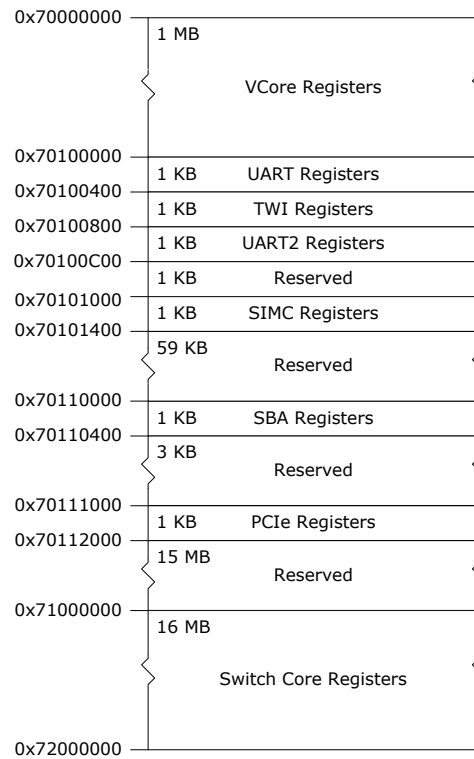 0x70000000
1 MB
VCore Registers
0x70100000
1 KB UART Registers
0x70100400
1 KB TWI Registers
0x70100800
1 KB UART2 Registers
0x70100C00
1 KB Reserved
0x70101000
1 KB SIMC Registers
0x70101400
59 KB
Reserved
0x70110000
1 KB SBA Registers
0x70110400
3 KB
Reserved
0x70111000
1 KB PCIe Registers
0x70112000
15 MB
Reserved
0x71000000
16 MB
Switch Core Registers
0x72000000